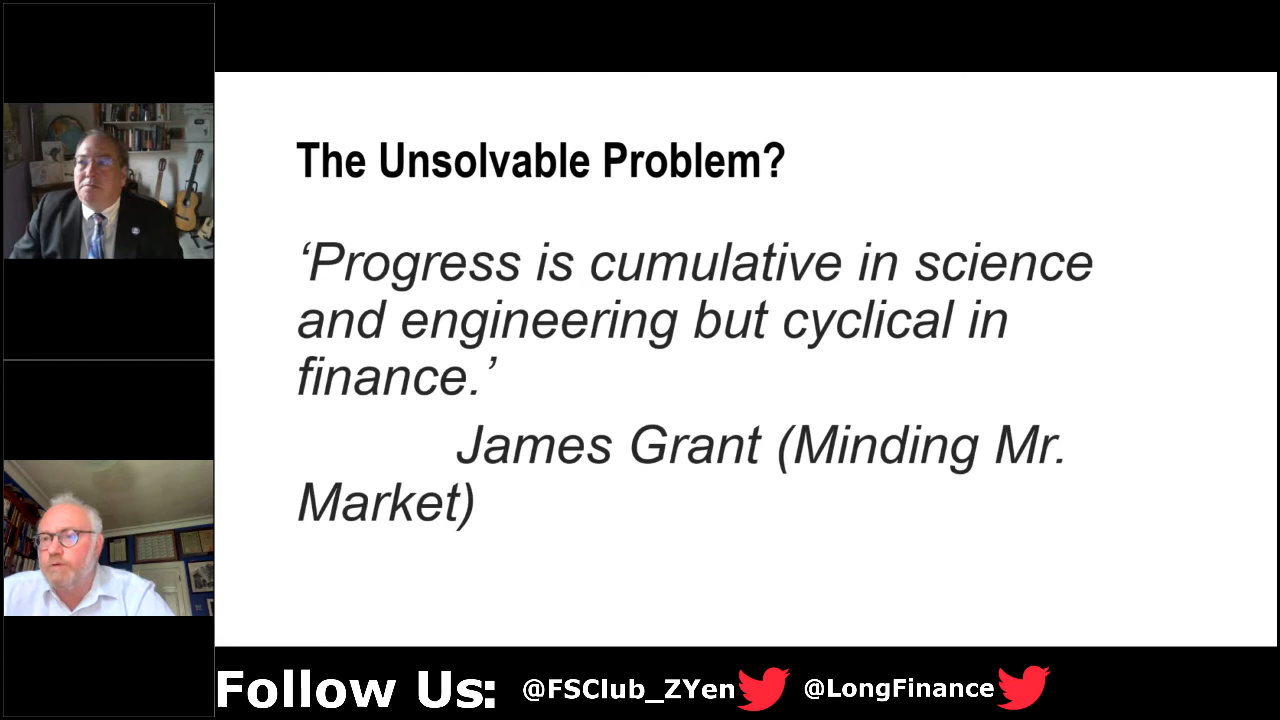 The Unsolvable Problem?
‘Progress is cumulative in science
and engineering but cyclical in
finance.’
James Grant (Minding Mr.
Market)
Follow Us: @FSClub_ZYen @LongFinance